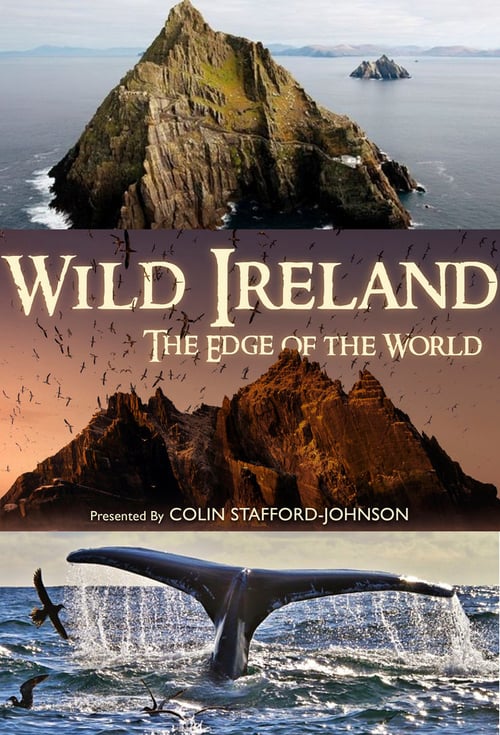 WILD IRELAND
THE EDGE OF THE WORLD
Presented By COLIN STAFFORD-JOHNSON